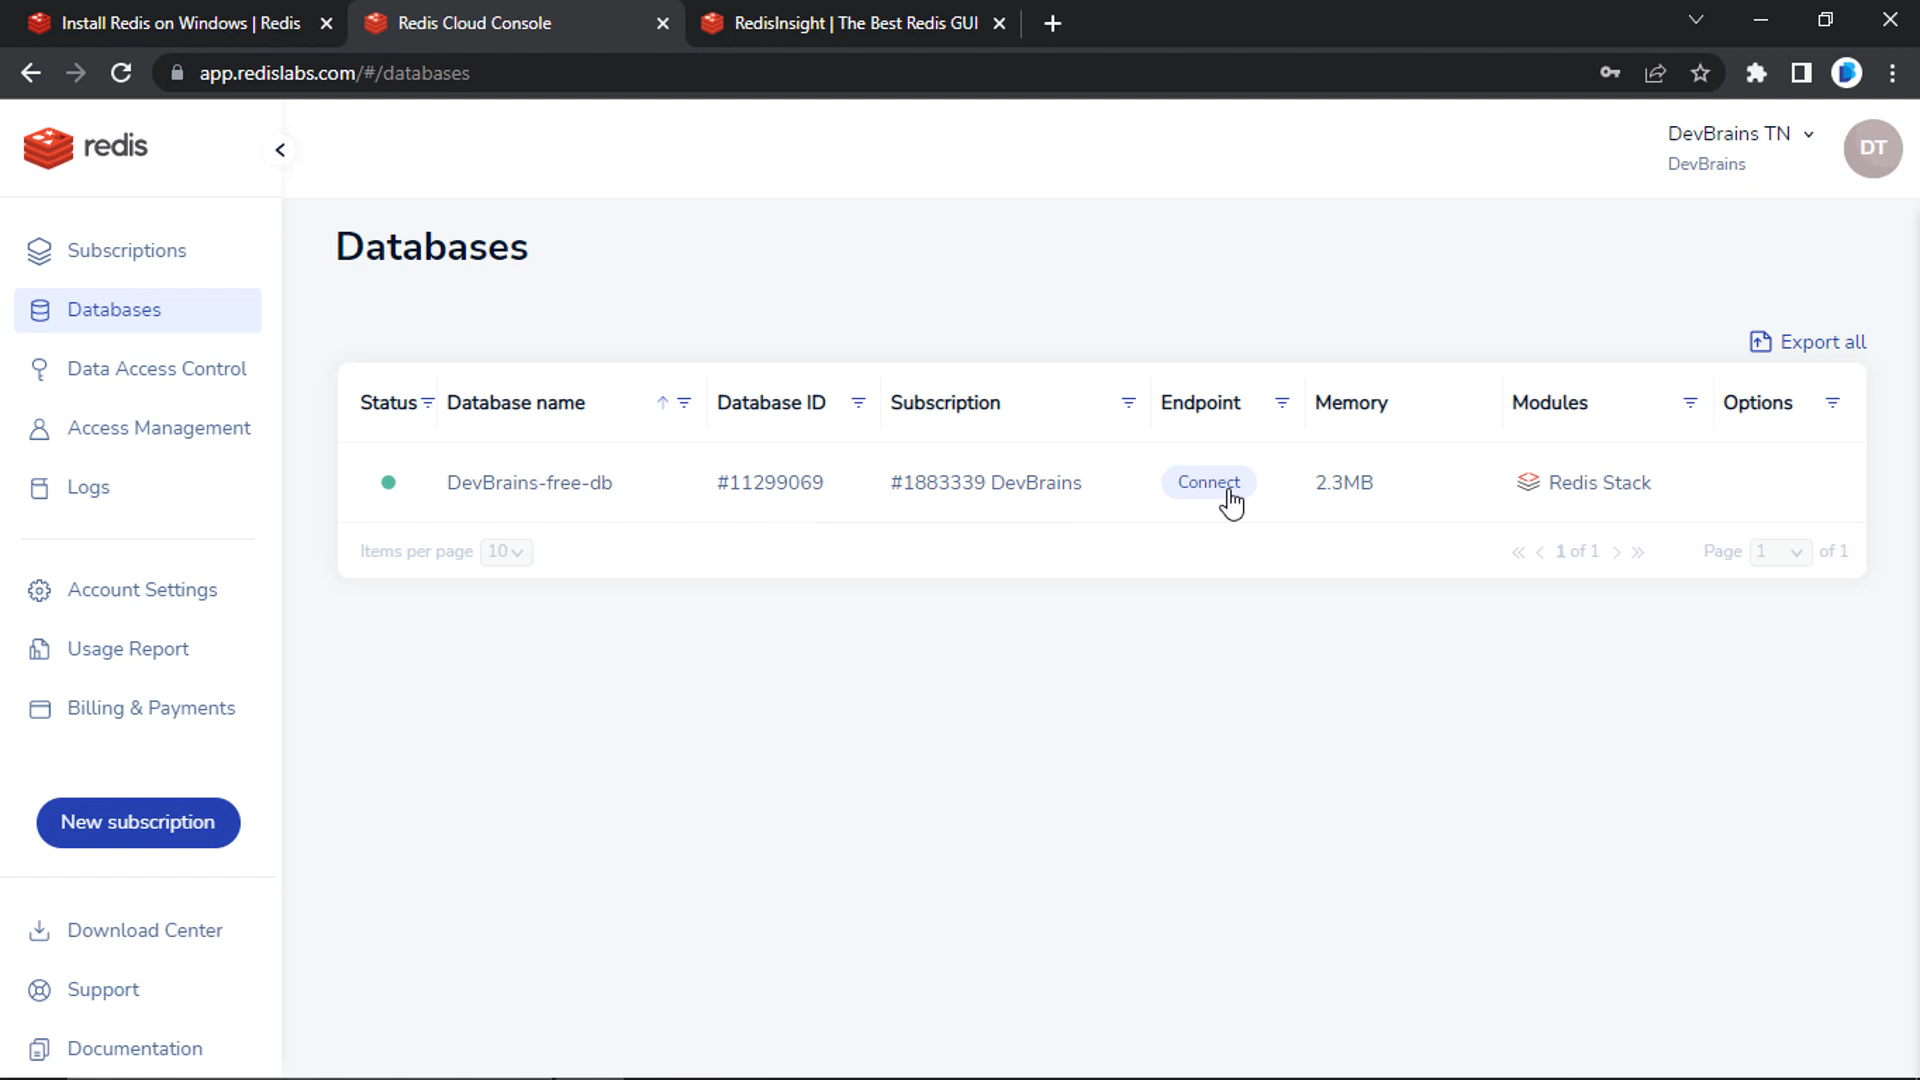 Install Redis on Windows | Redis
Redis Cloud Console
RedisInsight | The Best Redis GUI
app.redislabs.com/#/databases
redis
DevBrains TN
DevBrains
DT
Subscriptions
Databases
Data Access Control
Access Management
Logs
Account Settings
Usage Report
Billing & Payments
New subscription
Download Center
Support
Documentation
Databases
Export all
Status Database name Database ID Subscription Endpoint Memory Modules Options
DevBrains-free-db #11299069 #1883339 DevBrains Connect 2.3MB Redis Stack
Items per page 10 1 of 1 Page 1 of 1